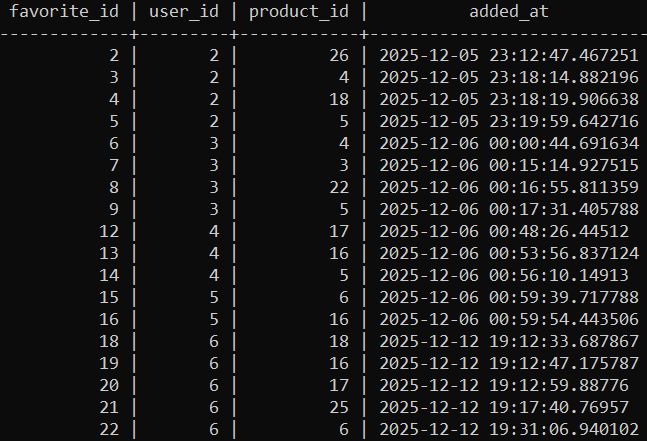 favorite_id | user_id | product_id | added_at
-------------+---------+------------+----------------------------
2 | 2 | 26 | 2025-12-05 23:12:47.467251
3 | 2 | 4 | 2025-12-05 23:18:14.882196
4 | 2 | 18 | 2025-12-05 23:18:19.906638
5 | 2 | 5 | 2025-12-05 23:19:59.642716
6 | 3 | 4 | 2025-12-06 00:00:44.691634
7 | 3 | 3 | 2025-12-06 00:15:14.927515
8 | 3 | 22 | 2025-12-06 00:16:55.811359
9 | 3 | 5 | 2025-12-06 00:17:31.405788
12 | 4 | 17 | 2025-12-06 00:48:26.44512
13 | 4 | 16 | 2025-12-06 00:53:56.837124
14 | 4 | 5 | 2025-12-06 00:56:10.14913
15 | 5 | 6 | 2025-12-06 00:59:39.717788
16 | 5 | 16 | 2025-12-06 00:59:54.443506
18 | 6 | 18 | 2025-12-12 19:12:33.687867
19 | 6 | 16 | 2025-12-12 19:12:47.175787
20 | 6 | 17 | 2025-12-12 19:12:59.88776
21 | 6 | 25 | 2025-12-12 19:17:40.76957
22 | 6 | 6 | 2025-12-12 19:31:06.940102